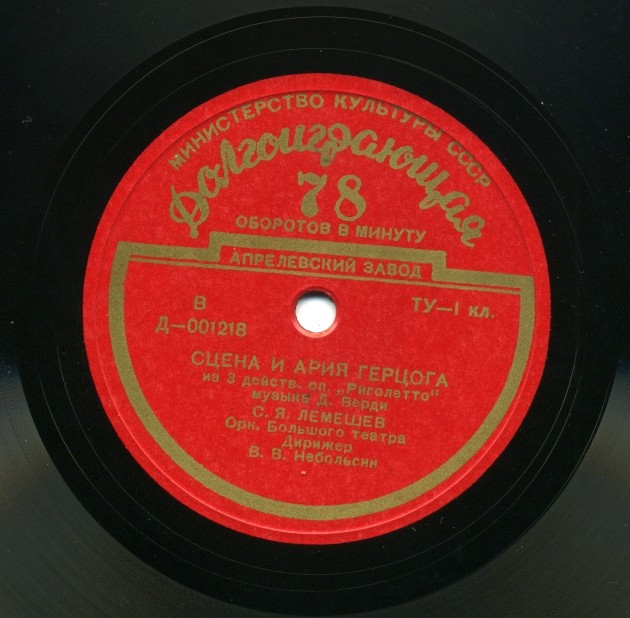 МИНИСТЕРСТВО КУЛЬТУРЫ СССР
Долгоиграющая
78
ОБОРОТОВ В МИНУТУ
АПРЕЛЕВСКИЙ ЗАВОД
В
Д—001218
ТУ—1 кл.
СЦЕНА И АРИЯ ГЕРЦОГА
из 3 действ. оп. „Риголетто"
музыка Д. Верди
С. Я. ЛЕМЕШЕВ
Орк. Большого театра
Дирижер
В. В. Небольсин